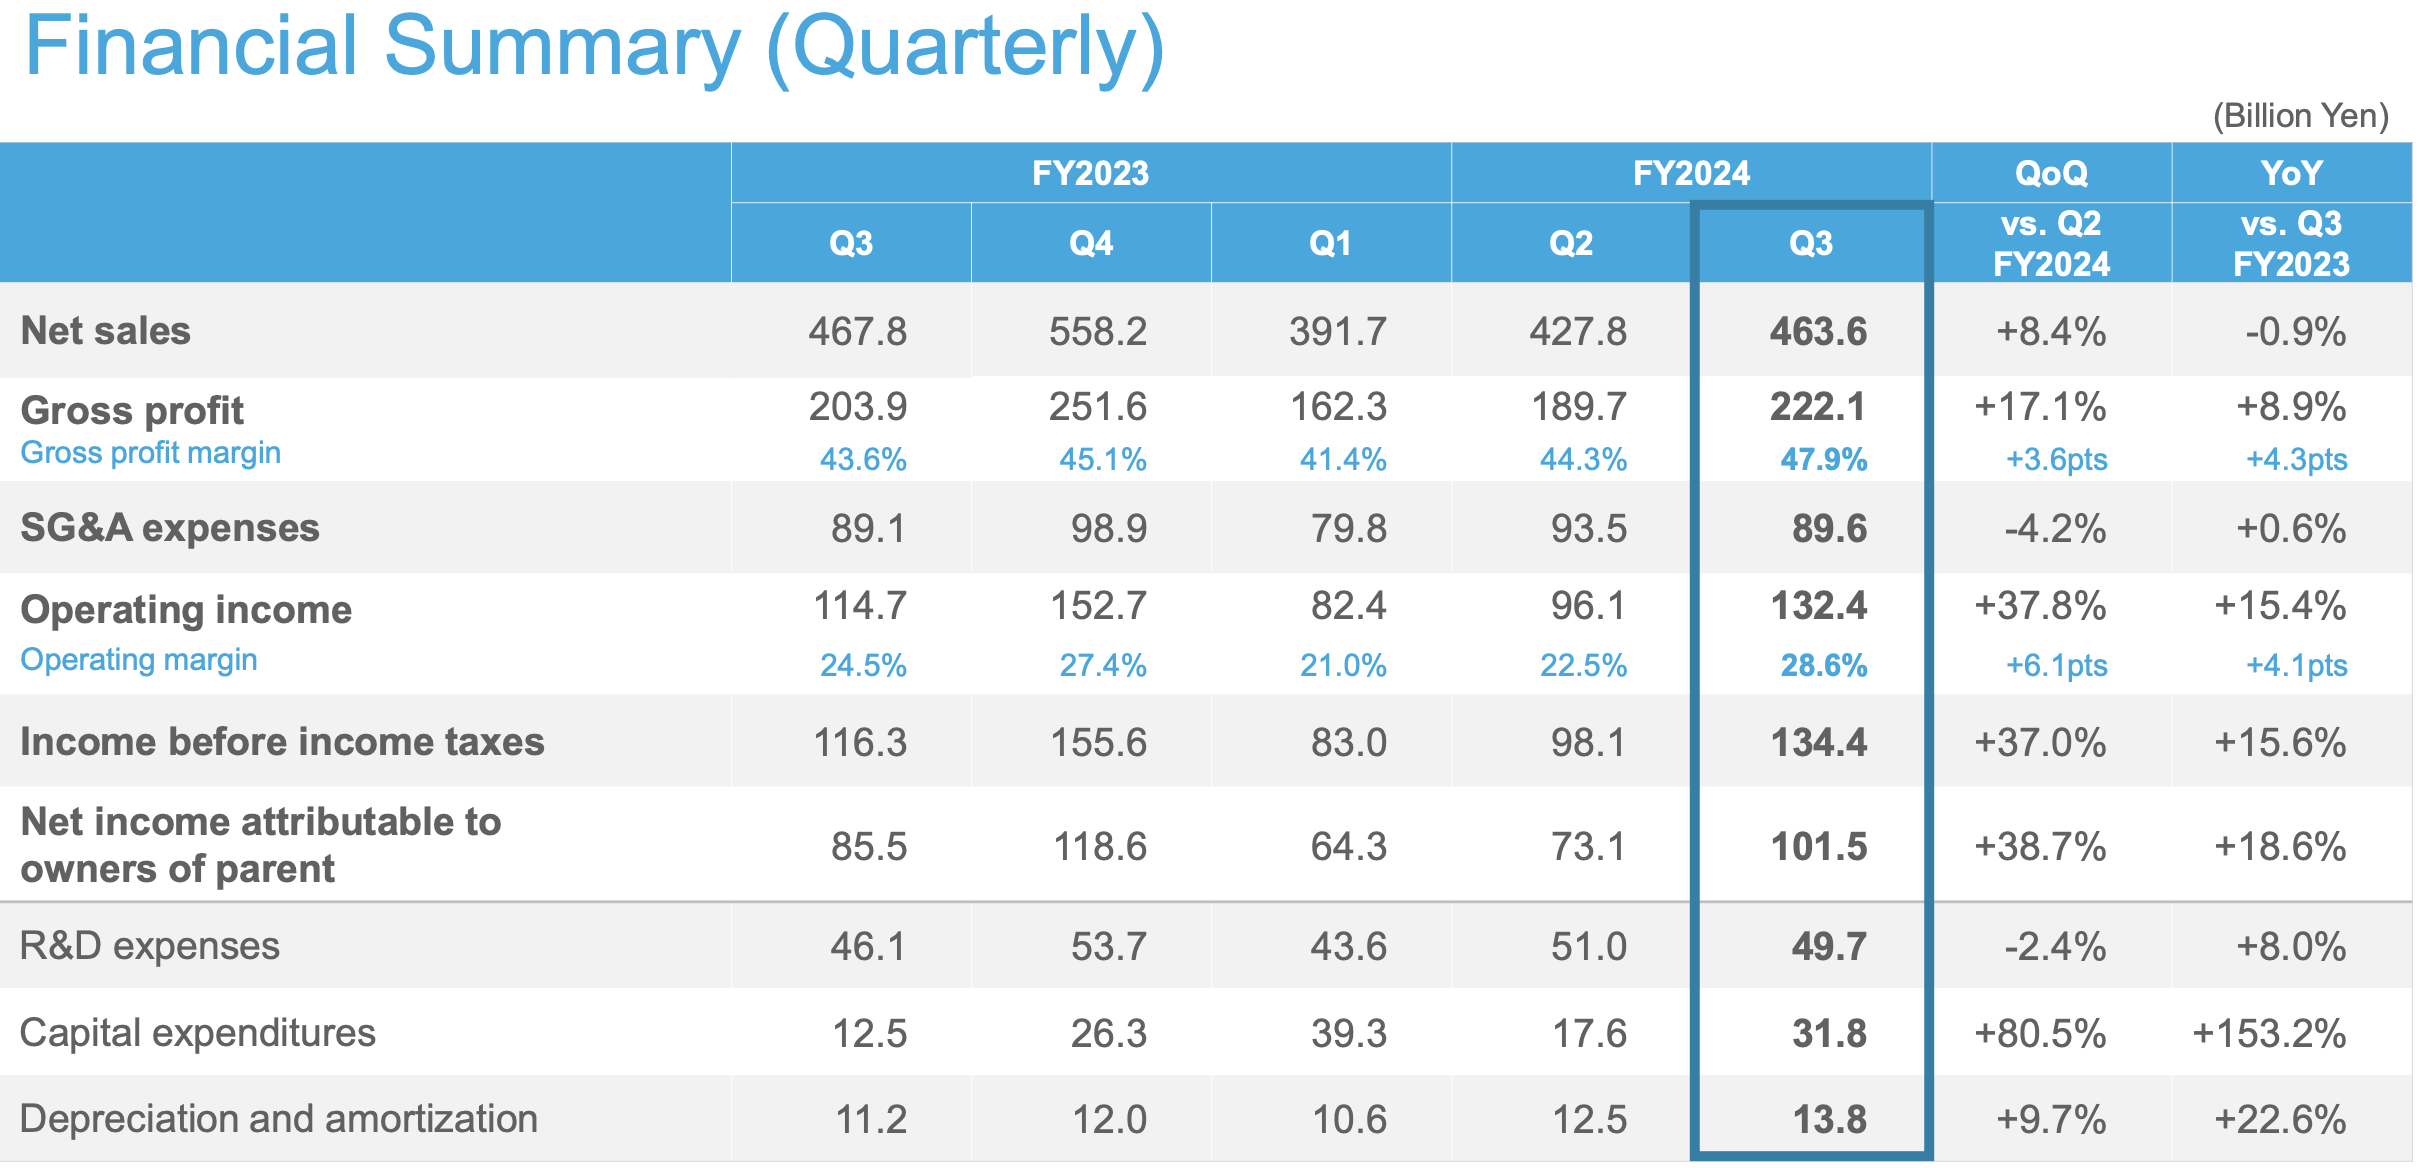 Financial Summary (Quarterly)
(Billion Yen)
FY2023 FY2024 QoQ YoY
Q3 Q4 Q1 Q2 Q3 vs. Q2 FY2024 vs. Q3 FY2023
Net sales 467.8 558.2 391.7 427.8 463.6 +8.4% -0.9%
Gross profit 203.9 251.6 162.3 189.7 222.1 +17.1% +8.9%
Gross profit margin 43.6% 45.1% 41.4% 44.3% 47.9% +3.6pts +4.3pts
SG&A expenses 89.1 98.9 79.8 93.5 89.6 -4.2% +0.6%
Operating income 114.7 152.7 82.4 96.1 132.4 +37.8% +15.4%
Operating margin 24.5% 27.4% 21.0% 22.5% 28.6% +6.1pts +4.1pts
Income before income taxes 116.3 155.6 83.0 98.1 134.4 +37.0% +15.6%
Net income attributable to
owners of parent 85.5 118.6 64.3 73.1 101.5 +38.7% +18.6%
R&D expenses 46.1 53.7 43.6 51.0 49.7 -2.4% +8.0%
Capital expenditures 12.5 26.3 39.3 17.6 31.8 +80.5% +153.2%
Depreciation and amortization 11.2 12.0 10.6 12.5 13.8 +9.7% +22.6%